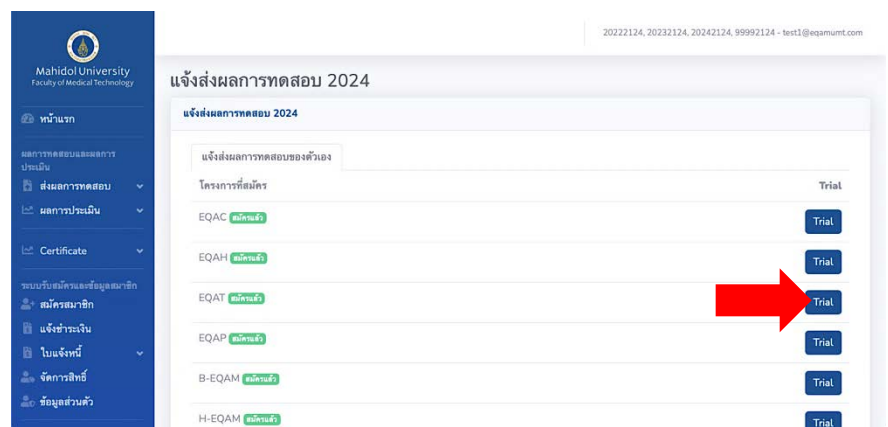 20222124, 20232124, 20242124, 99992124 - test1@eqamumt.com
Mahidol University
Faculty of Medical Technology
หน้าแรก
ผลการทดสอบและผลการ
ประเมิน
ส่งผลการทดสอบ
ผลการประเมิน
Certificate
ระบบรับสมัครและข้อมูลสมาชิก
สมัครสมาชิก
แจ้งชำระเงิน
ใบแจ้งหนี้
จัดการสิทธิ์
ข้อมูลส่วนตัว
แจ้งส่งผลการทดสอบ 2024
แจ้งส่งผลการทดสอบ 2024
แจ้งส่งผลการทดสอบของตัวเอง
โครงการที่สมัคร Trial
EQAC สมัครแล้ว Trial
EQAH สมัครแล้ว Trial
EQAT สมัครแล้ว Trial
EQAP สมัครแล้ว Trial
B-EQAM สมัครแล้ว Trial
H-EQAM สมัครแล้ว Trial